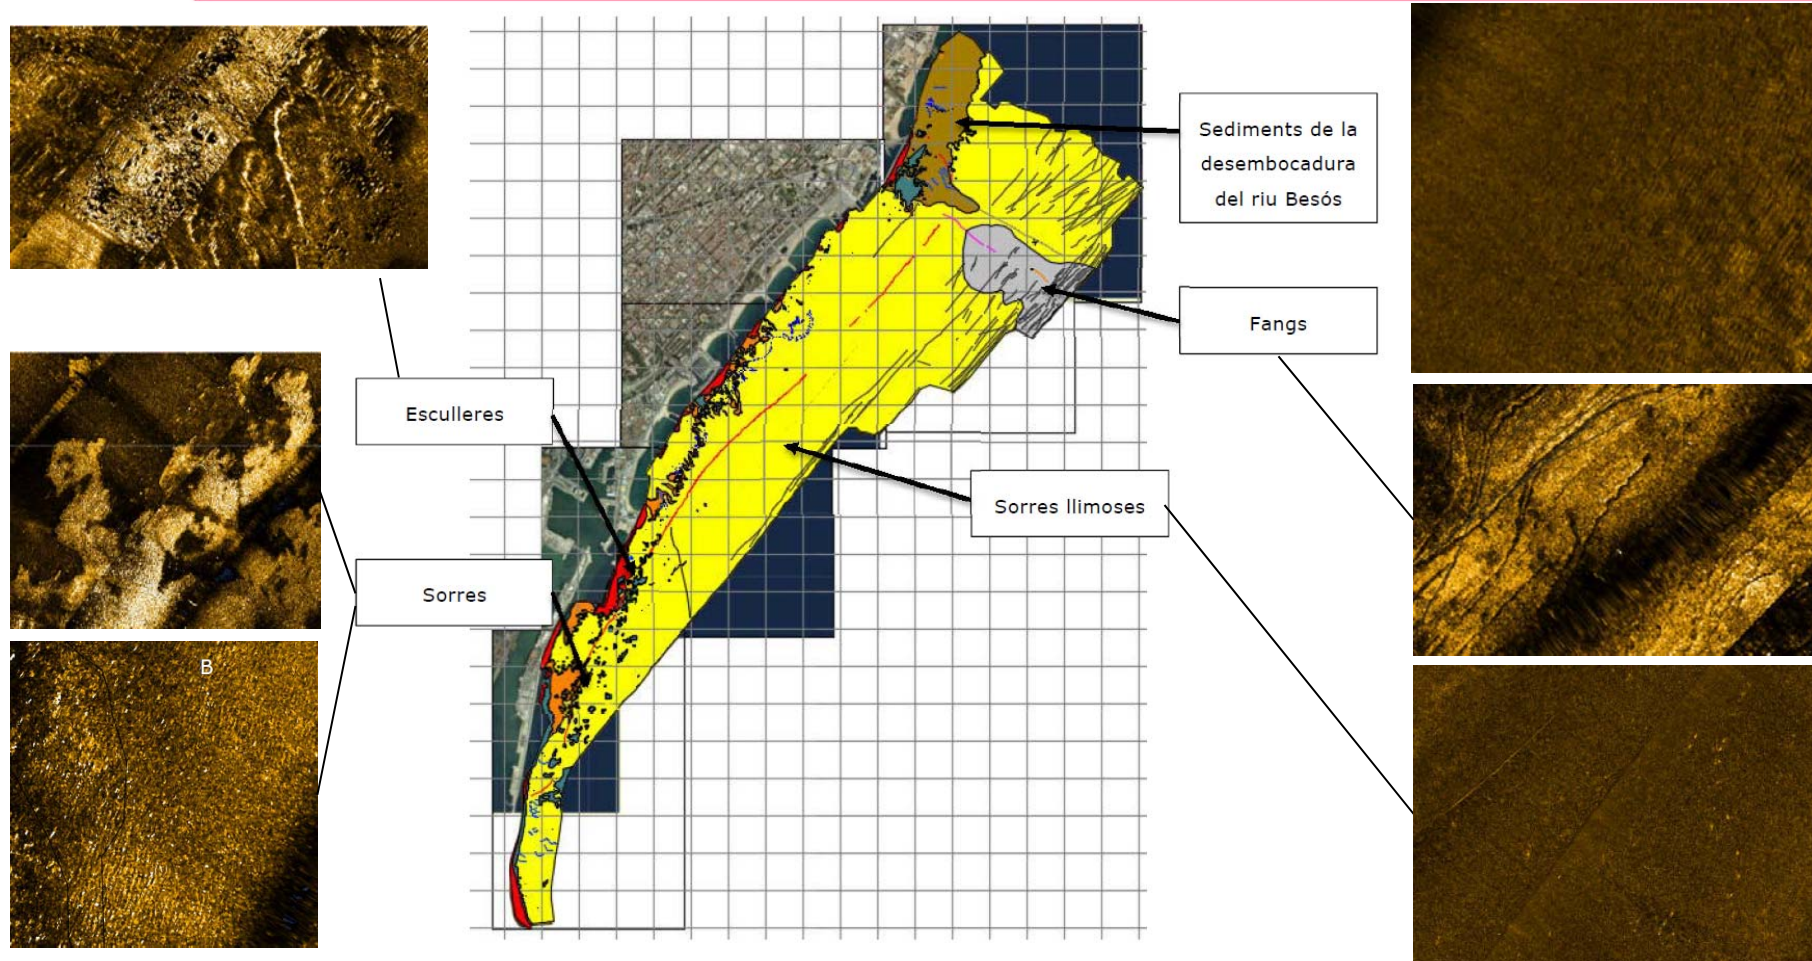 Sediments de la
desembocadura
del riu Besós
Fangs
Esculleres
Sorres llimoses
Sorres
B